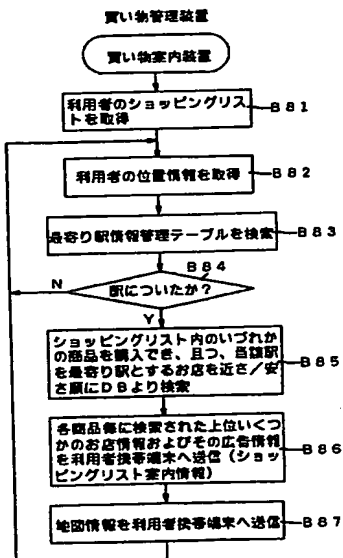 買い物管理装置
買い物案内装置
利用者のショッピングリス
トを取得
B81
利用者の位置情報を取得
B82
最寄り駅情報管理テーブルを検索
B83
B84
N
駅についたか?
Y
ショッピングリスト内のいづれか
の商品を購入でき、且つ、当該駅
を最寄り駅とするお店を近さ/安
さ順にDBより検索
B85
各商品毎に検索された上位いくつ
かのお店情報およびその広告情報
を利用者携帯端末へ送信(ショッ
ピングリスト案内情報)
B86
地図情報を利用者携帯端末へ送信
B87